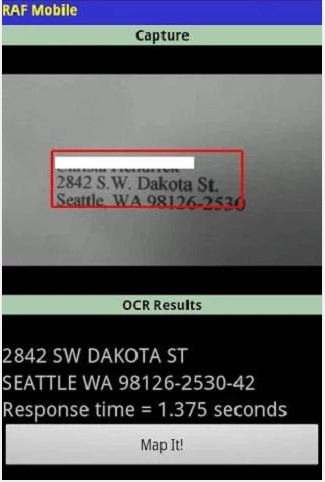 RAF Mobile
Capture
2842 S.W. Dakota St.
Seattle, WA 98126-2530
OCR Results
2842 SW DAKOTA ST
SEATTLE WA 98126-2530-42
Response time = 1.375 seconds
Map It!